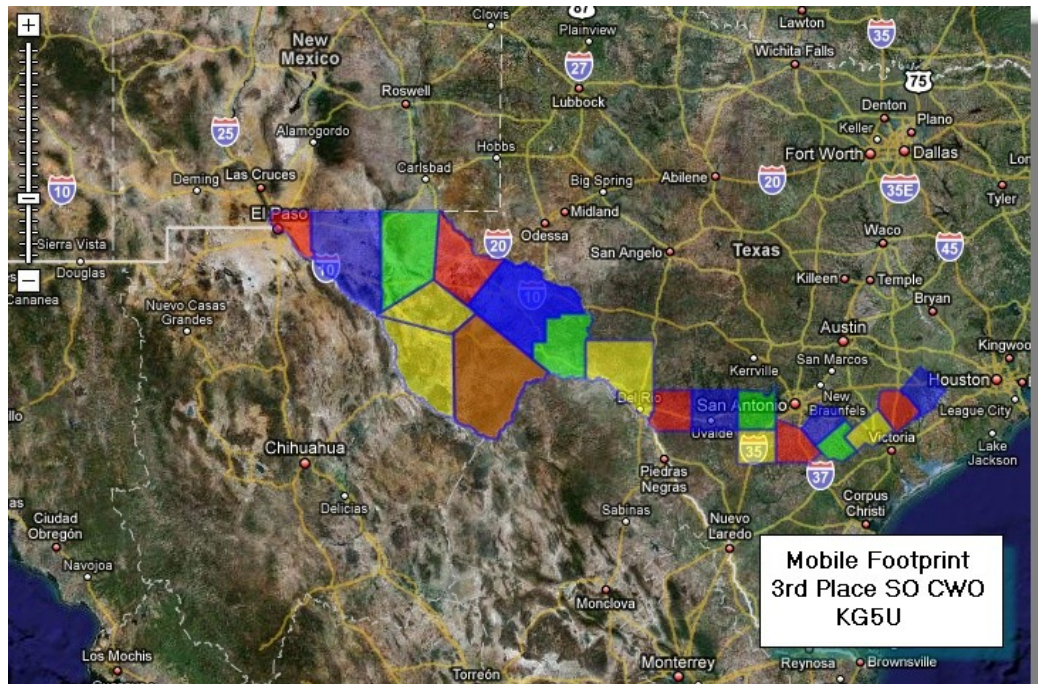 Clovis
87
Lawton
35
Plainview
New
Mexico
Wichita Falls
27
75
Roswell
Lubbock
Denton
Plano
Keller
25
Alamogordo
Hobbs
Fort Worth
Dallas
Carlsbad
10
Deming
Las Cruces
Big Spring
Abilene
20
35E
Tyler
El Paso
Midland
Odessa
Waco
Sierra Vista
20
San Angelo
Texas
45
Douglas
10
Killeen
Temple
Cananea
Nuevo Casas
Grandes
10
Bryan
Austin
San Marcos
Kerrville
Houston
Del Rio
San Antonio
New
Braunfels
League City
Uvalde
Victoria
35
Lake
Jackson
Chihuahua
Piedras
Negras
37
Delicias
Corpus
Christi
Sabinas
Ciudad
Obregón
Nuevo
Laredo
Navojoa
Mobile Footprint
3rd Place SO CWO
KG5U
Monclova
Los Mochis
Torreón
Monterrey
Reynosa
Brownsville